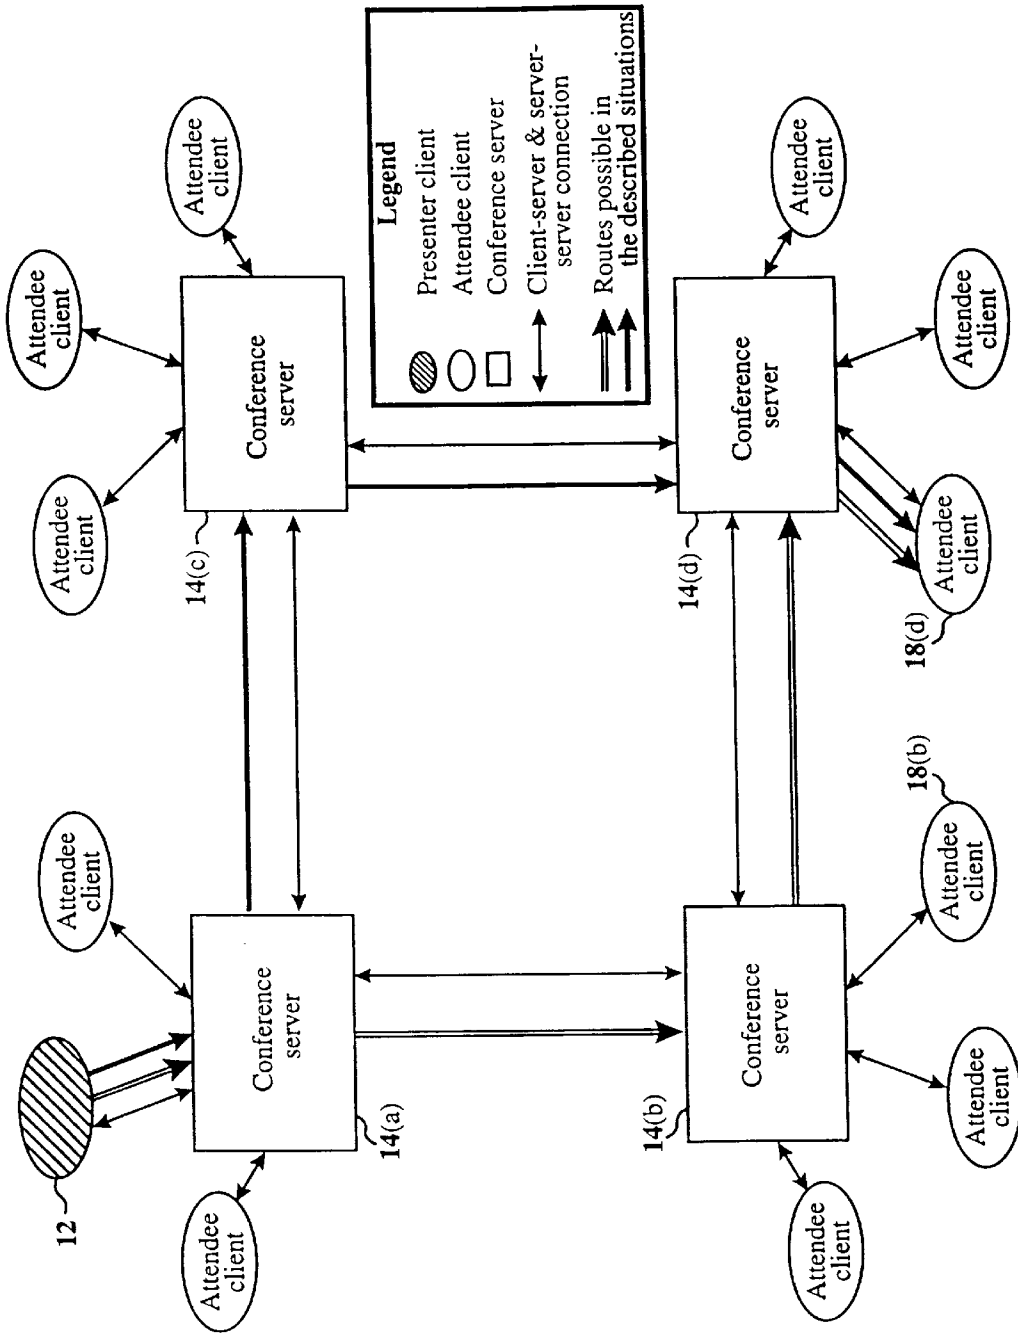 12
Attendee
client
Attendee
client
Attendee
client
Attendee
client
Attendee
client
Conference
server
14(a)
Conference
server
14(c)
Legend
Presenter client
Attendee client
Conference server
Client-server & server-
server connection
Routes possible in
the described situations
Conference
server
14(b)
Conference
server
14(d)
Attendee
client
Attendee
client
Attendee
client
18(b)
Attendee
client
18(d)
Attendee
client
Attendee
client